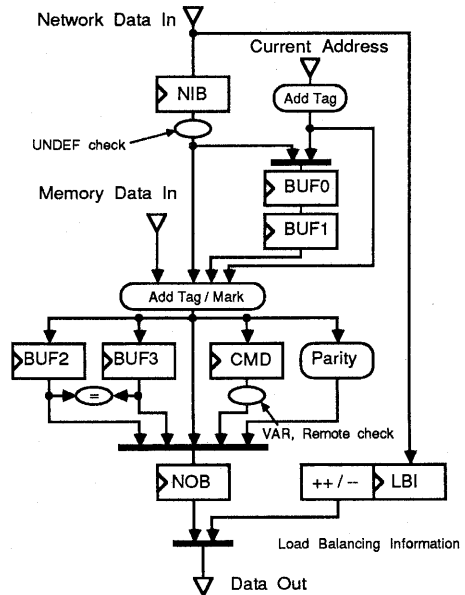 Network Data In
Current Address
NIB
Add Tag
UNDEF check
BUF0
Memory Data In
BUF1
Add Tag / Mark
BUF2
BUF3
CMD
Parity
=
VAR, Remote check
NOB
++ / --
LBI
Load Balancing Information
Data Out